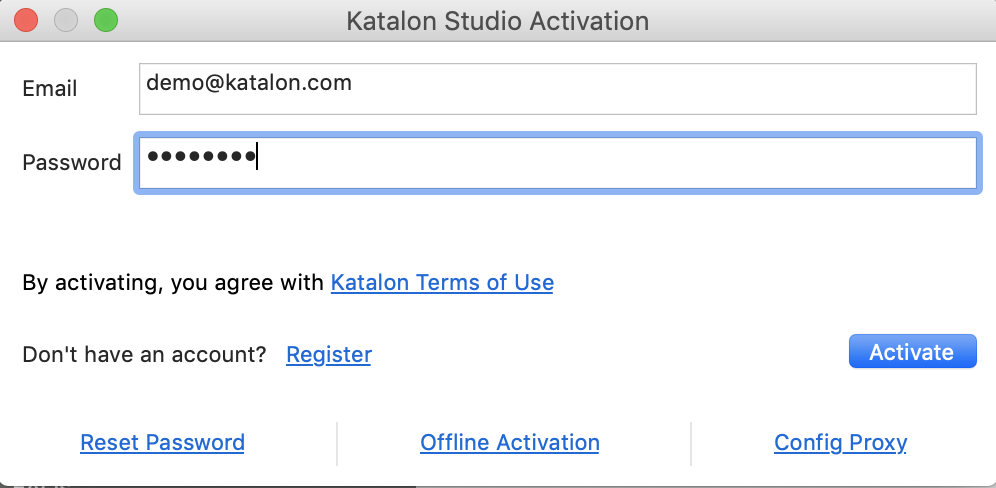 Katalon Studio Activation
Email demo@katalon.com
Password ••••••••
By activating, you agree with Katalon Terms of Use
Don't have an account? Register Activate
Reset Password Offline Activation Config Proxy